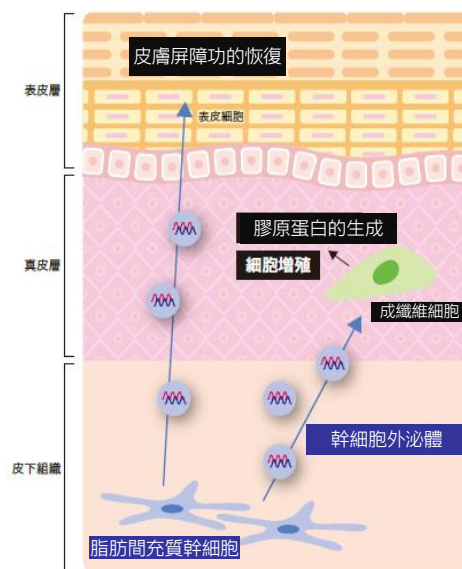 皮膚屏障功的恢復
表皮層
表皮細胞
膠原蛋白的生成
細胞增殖
真皮層
成纖維細胞
幹細胞外泌體
皮下組織
脂肪間充質幹細胞